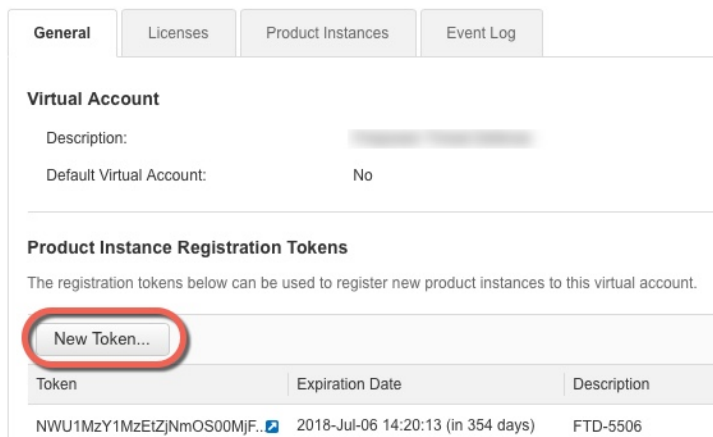 General Licenses Product Instances Event Log
Virtual Account
Description:
Default Virtual Account: No
Product Instance Registration Tokens
The registration tokens below can be used to register new product instances to this virtual account.
New Token...
Token Expiration Date Description
NWU1MzY1MzEtZjNmOS00MjF.. 2018-Jul-06 14:20:13 (in 354 days) FTD-5506